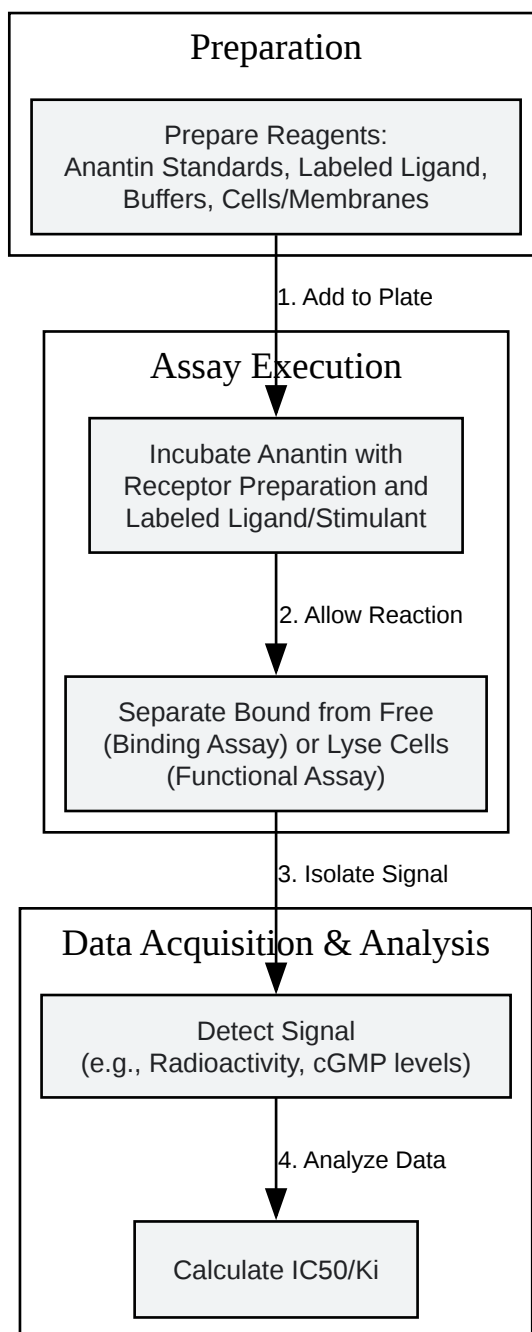 Preparation
Prepare Reagents:
Anantin Standards, Labeled Ligand,
Buffers, Cells/Membranes
1. Add to Plate
Assay Execution
Incubate Anantin with
Receptor Preparation and
Labeled Ligand/Stimulant
2. Allow Reaction
Separate Bound from Free
(Binding Assay) or Lyse Cells
(Functional Assay)
3. Isolate Signal
Data Acquisition & Analysis
Detect Signal
(e.g., Radioactivity, cGMP levels)
4. Analyze Data
Calculate IC50/Ki